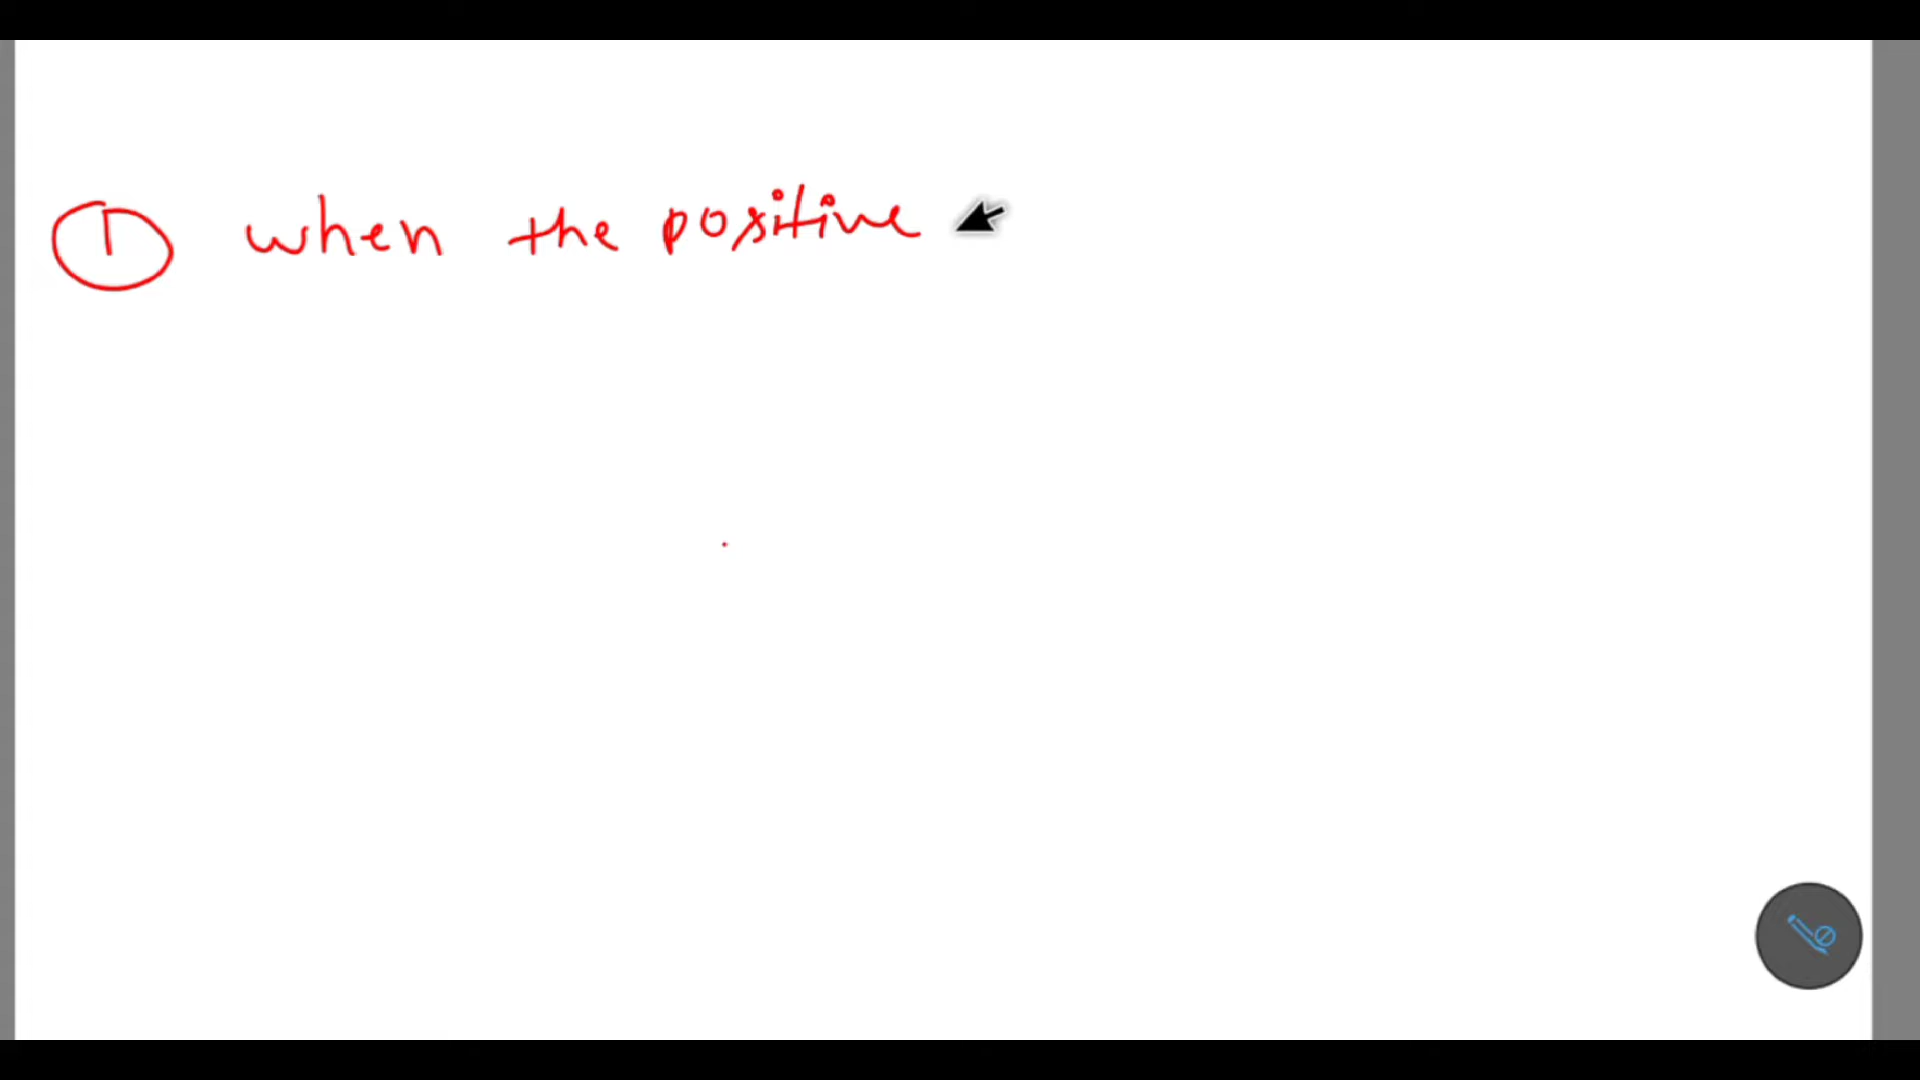 ① when the positive